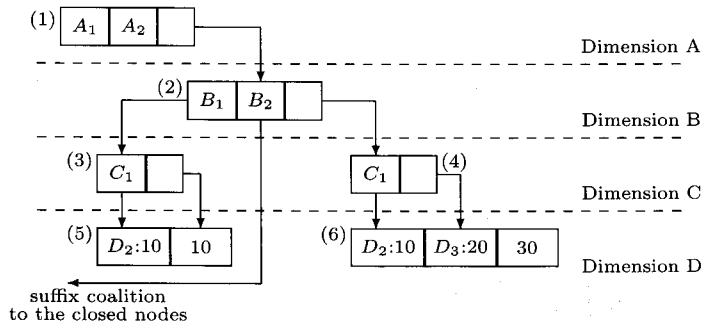 (1) A₁ A₂
Dimension A
(2) B₁ B₂
Dimension B
(3) C₁
C₁ (4)
Dimension C
(5) D₂:10 10
(6) D₂:10 D₃:20 30
Dimension D
suffix coalition
to the closed nodes